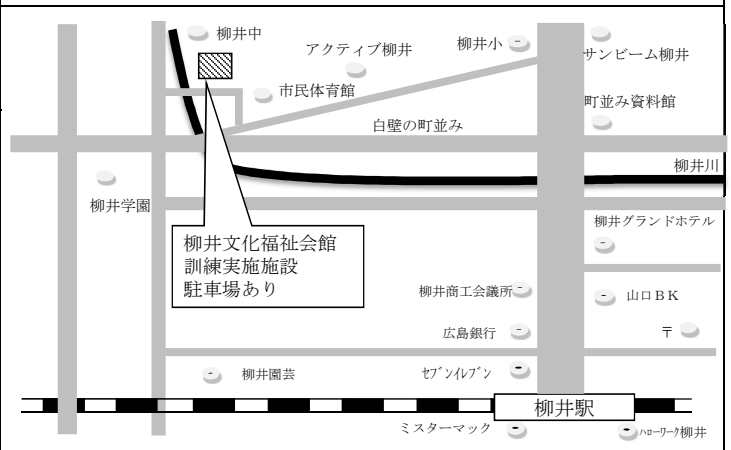 柳井中
アクティブ柳井
柳井小
サンビーム柳井
市民体育館
町並み資料館
白壁の町並み
柳井川
柳井学園
柳井グランドホテル
柳井文化福祉会館
訓練実施施設
駐車場あり
柳井商工会議所
山口ＢＫ
広島銀行
〒
柳井園芸
ｾﾌﾞﾝｲﾚﾌﾞﾝ
柳井駅
ミスターマック
ﾊﾛｰﾜｰｸ柳井